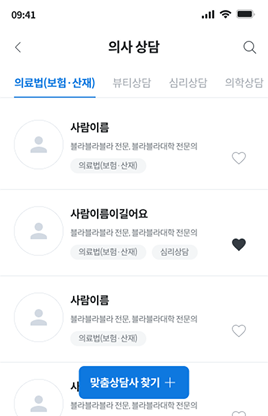 09:41
의사 상담
의료법(보험·산재) 뷰티상담 심리상담 의학상담
사람이름
블라블라블라 전문, 블라블라대학 전문의
의료법(보험·산재)
사람이름이길어요
블라블라블라 전문, 블라블라대학 전문의
의료법(보험·산재) 심리상담
사람이름
블라블라블라 전문, 블라블라대학 전문의
의료법(보험·산재)
맞춤상담사 찾기 +
블라블라블라 전문, 블라블라대학 전문의